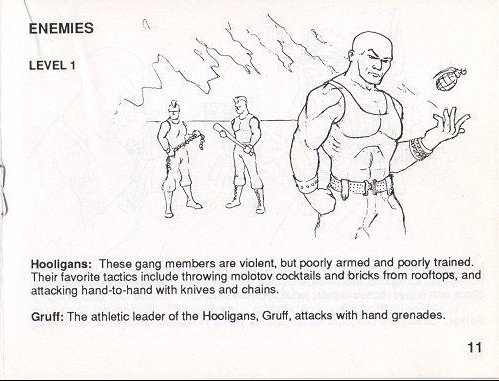 ENEMIES
LEVEL 1
Hooligans: These gang members are violent, but poorly armed and poorly trained.
Their favorite tactics include throwing molotov cocktails and bricks from rooftops, and
attacking hand-to-hand with knives and chains.
Gruff: The athletic leader of the Hooligans, Gruff, attacks with hand grenades.
11